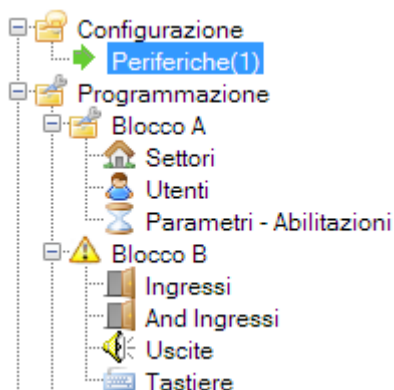 Configurazione
Periferiche(1)
Programmazione
Blocco A
Settori
Utenti
Parametri - Abilitazioni
Blocco B
Ingressi
And Ingressi
Uscite
Tastiere